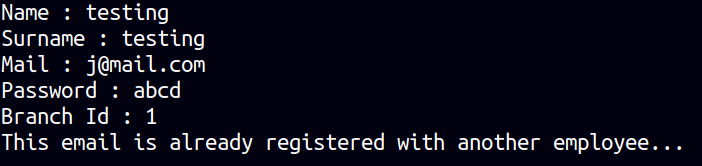 Name : testing
Surname : testing
Mail : j@mail.com
Password : abcd
Branch Id : 1
This email is already registered with another employee...